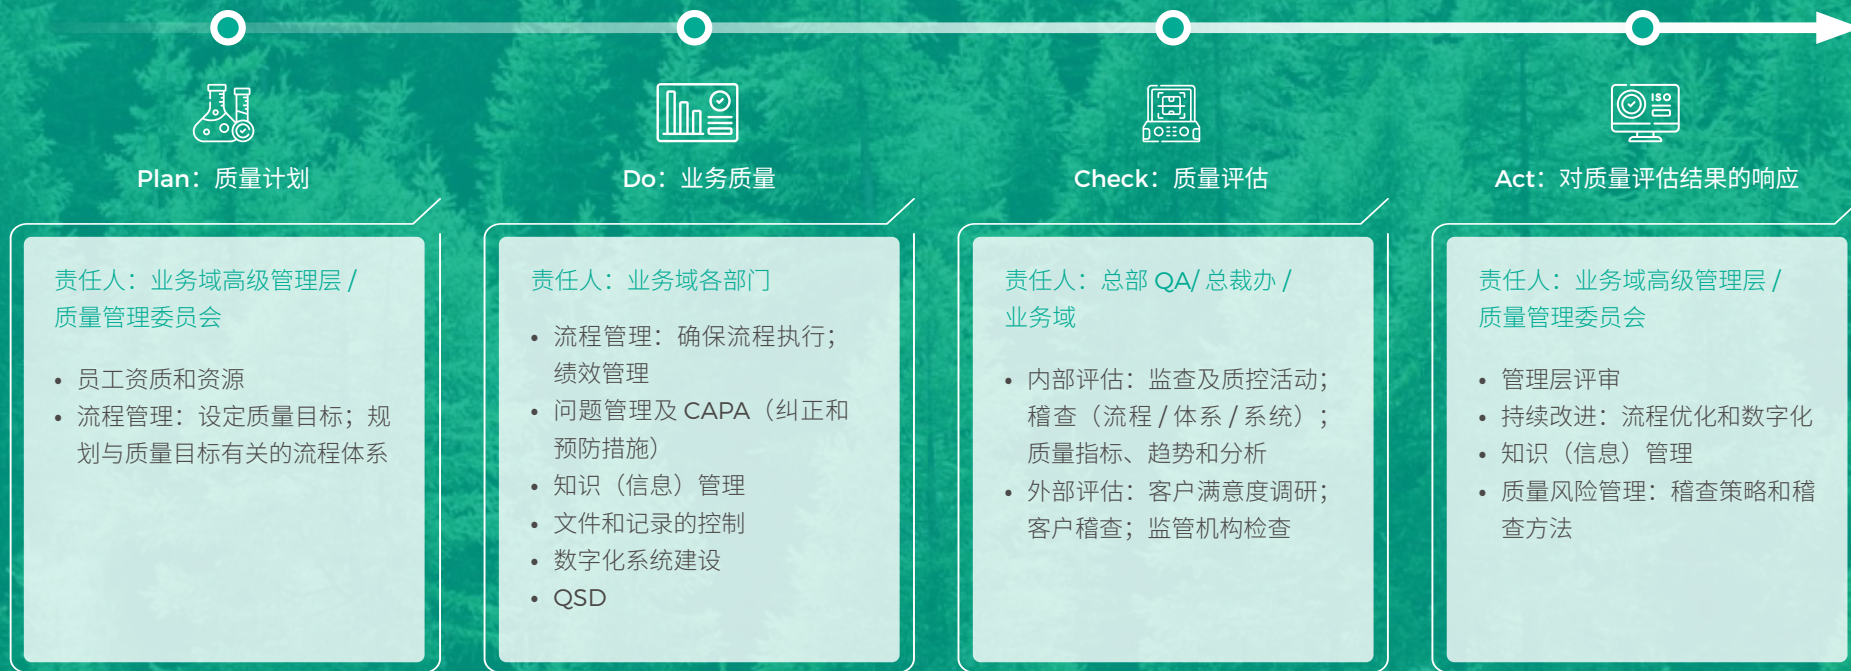 ISO
Plan：质量计划
Do：业务质量
Check：质量评估
Act：对质量评估结果的响应
责任人：业务域高级管理层 /
质量管理委员会
• 员工资质和资源
• 流程管理：设定质量目标；规
划与质量目标有关的流程体系
责任人：业务域各部门
• 流程管理：确保流程执行；
绩效管理
• 问题管理及 CAPA（纠正和
预防措施）
• 知识（信息）管理
• 文件和记录的控制
• 数字化系统建设
• QSD
责任人：总部 QA/ 总裁办 /
业务域
• 内部评估：监查及质控活动；
稽查（流程 / 体系 / 系统）；
质量指标、趋势和分析
• 外部评估：客户满意度调研；
客户稽查；监管机构检查
责任人：业务域高级管理层 /
质量管理委员会
• 管理层评审
• 持续改进：流程优化和数字化
• 知识（信息）管理
• 质量风险管理：稽查策略和稽
查方法